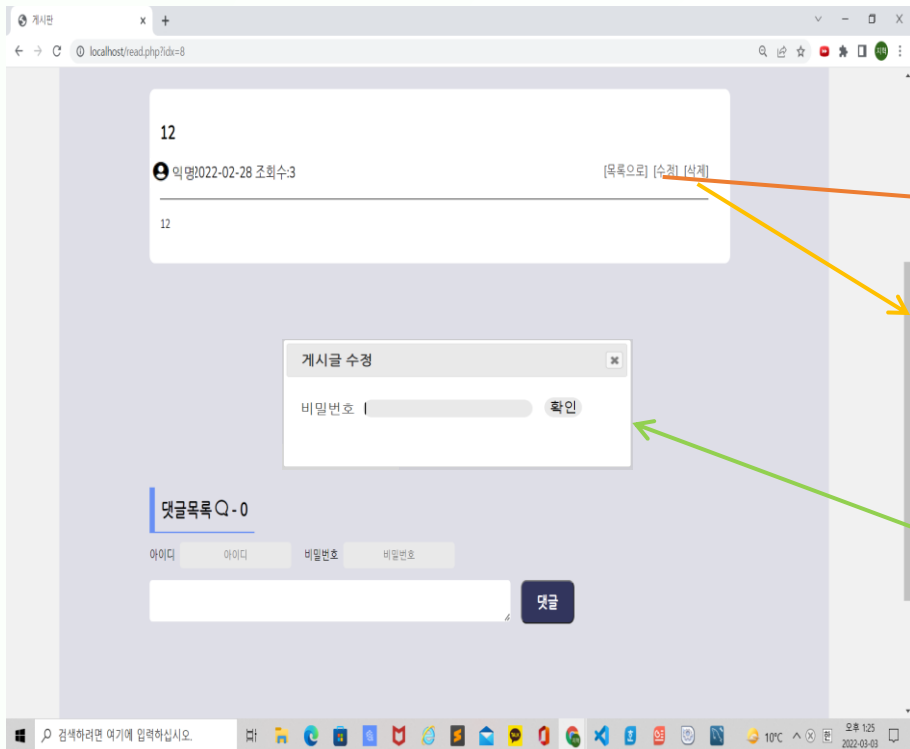 게시판
localhost/read.php?idx=8
12
익명2022-02-28 조회수:3 [목록으로] [수정] [삭제]
12
게시글 수정
비밀번호 확인
댓글목록 - 0
아이디 아이디 비밀번호 비밀번호
댓글
검색하려면 여기에 입력하십시오.
10℃ 오후 1:25
2022-03-03